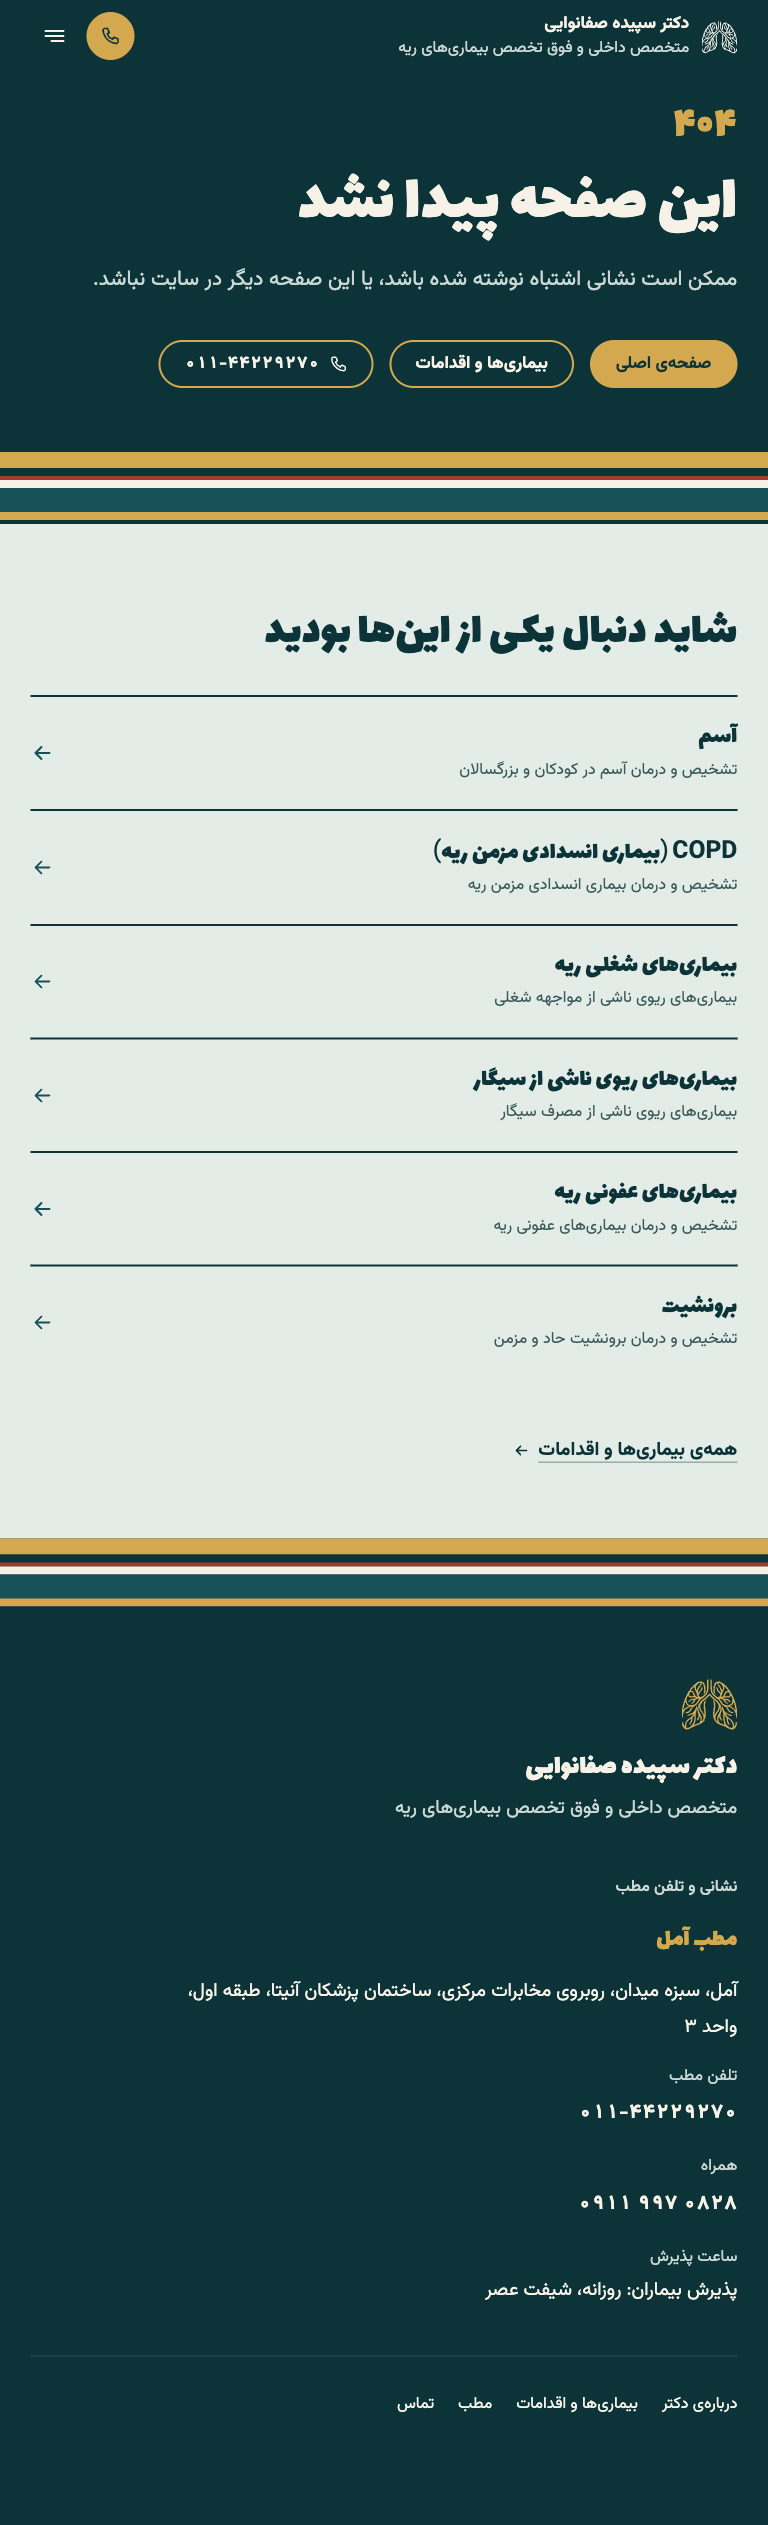 دکتر سپیده صفانوایی
متخصص داخلی و فوق تخصص بیماری‌های ریه
۴۰۴
این صفحه پیدا نشد
ممکن است نشانی اشتباه نوشته شده باشد، یا این صفحه دیگر در سایت نباشد.
صفحه‌ی اصلی
بیماری‌ها و اقدامات
۰۱۱-۴۴۲۲۹۲۷۰
شاید دنبال یکی از این‌ها بودید
آسم
تشخیص و درمان آسم در کودکان و بزرگسالان
COPD (بیماری انسدادی مزمن ریه)
تشخیص و درمان بیماری انسدادی مزمن ریه
بیماری‌های شغلی ریه
بیماری‌های ریوی ناشی از مواجهه شغلی
بیماری‌های ریوی ناشی از سیگار
بیماری‌های ریوی ناشی از مصرف سیگار
بیماری‌های عفونی ریه
تشخیص و درمان بیماری‌های عفونی ریه
برونشیت
تشخیص و درمان برونشیت حاد و مزمن
همه‌ی بیماری‌ها و اقدامات
دکتر سپیده صفانوایی
متخصص داخلی و فوق تخصص بیماری‌های ریه
نشانی و تلفن مطب
مطب آمل
آمل، سبزه میدان، روبروی مخابرات مرکزی، ساختمان پزشکان آنیتا، طبقه اول،
واحد ۳
تلفن مطب
۰۱۱-۴۴۲۲۹۲۷۰
همراه
۰۹۱۱ ۹۹۷ ۰۸۲۸
ساعت پذیرش
پذیرش بیماران: روزانه، شیفت عصر
درباره‌ی دکتر
بیماری‌ها و اقدامات
مطب
تماس